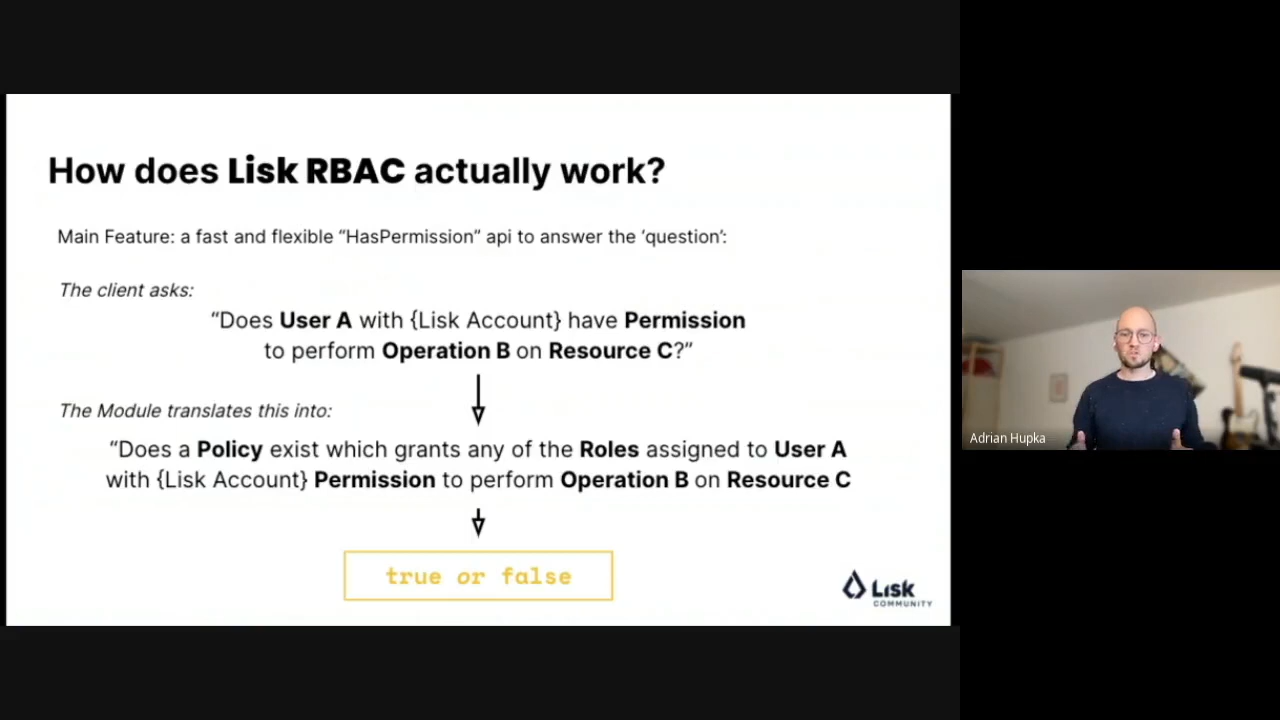 How does Lisk RBAC actually work?
Main Feature: a fast and flexible “HasPermission” api to answer the ‘question’:
The client asks:
“Does User A with {Lisk Account} have Permission
to perform Operation B on Resource C?”
The Module translates this into:
“Does a Policy exist which grants any of the Roles assigned to User A
with {Lisk Account} Permission to perform Operation B on Resource C
true or false
Lisk
COMMUNITY
Adrian Hupka